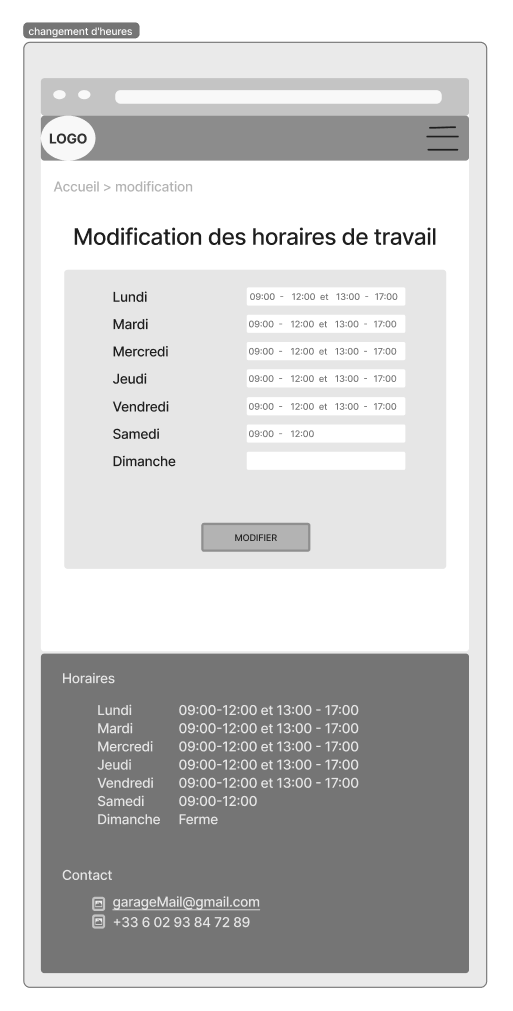 changement d'heures
LOGO
Accueil > modification
Modification des horaires de travail
Lundi 09:00 - 12:00 et 13:00 - 17:00
Mardi 09:00 - 12:00 et 13:00 - 17:00
Mercredi 09:00 - 12:00 et 13:00 - 17:00
Jeudi 09:00 - 12:00 et 13:00 - 17:00
Vendredi 09:00 - 12:00 et 13:00 - 17:00
Samedi 09:00 - 12:00
Dimanche
MODIFIER
Horaires
Lundi 09:00-12:00 et 13:00 - 17:00
Mardi 09:00-12:00 et 13:00 - 17:00
Mercredi 09:00-12:00 et 13:00 - 17:00
Jeudi 09:00-12:00 et 13:00 - 17:00
Vendredi 09:00-12:00 et 13:00 - 17:00
Samedi 09:00-12:00
Dimanche Ferme
Contact
garageMail@gmail.com
+33 6 02 93 84 72 89